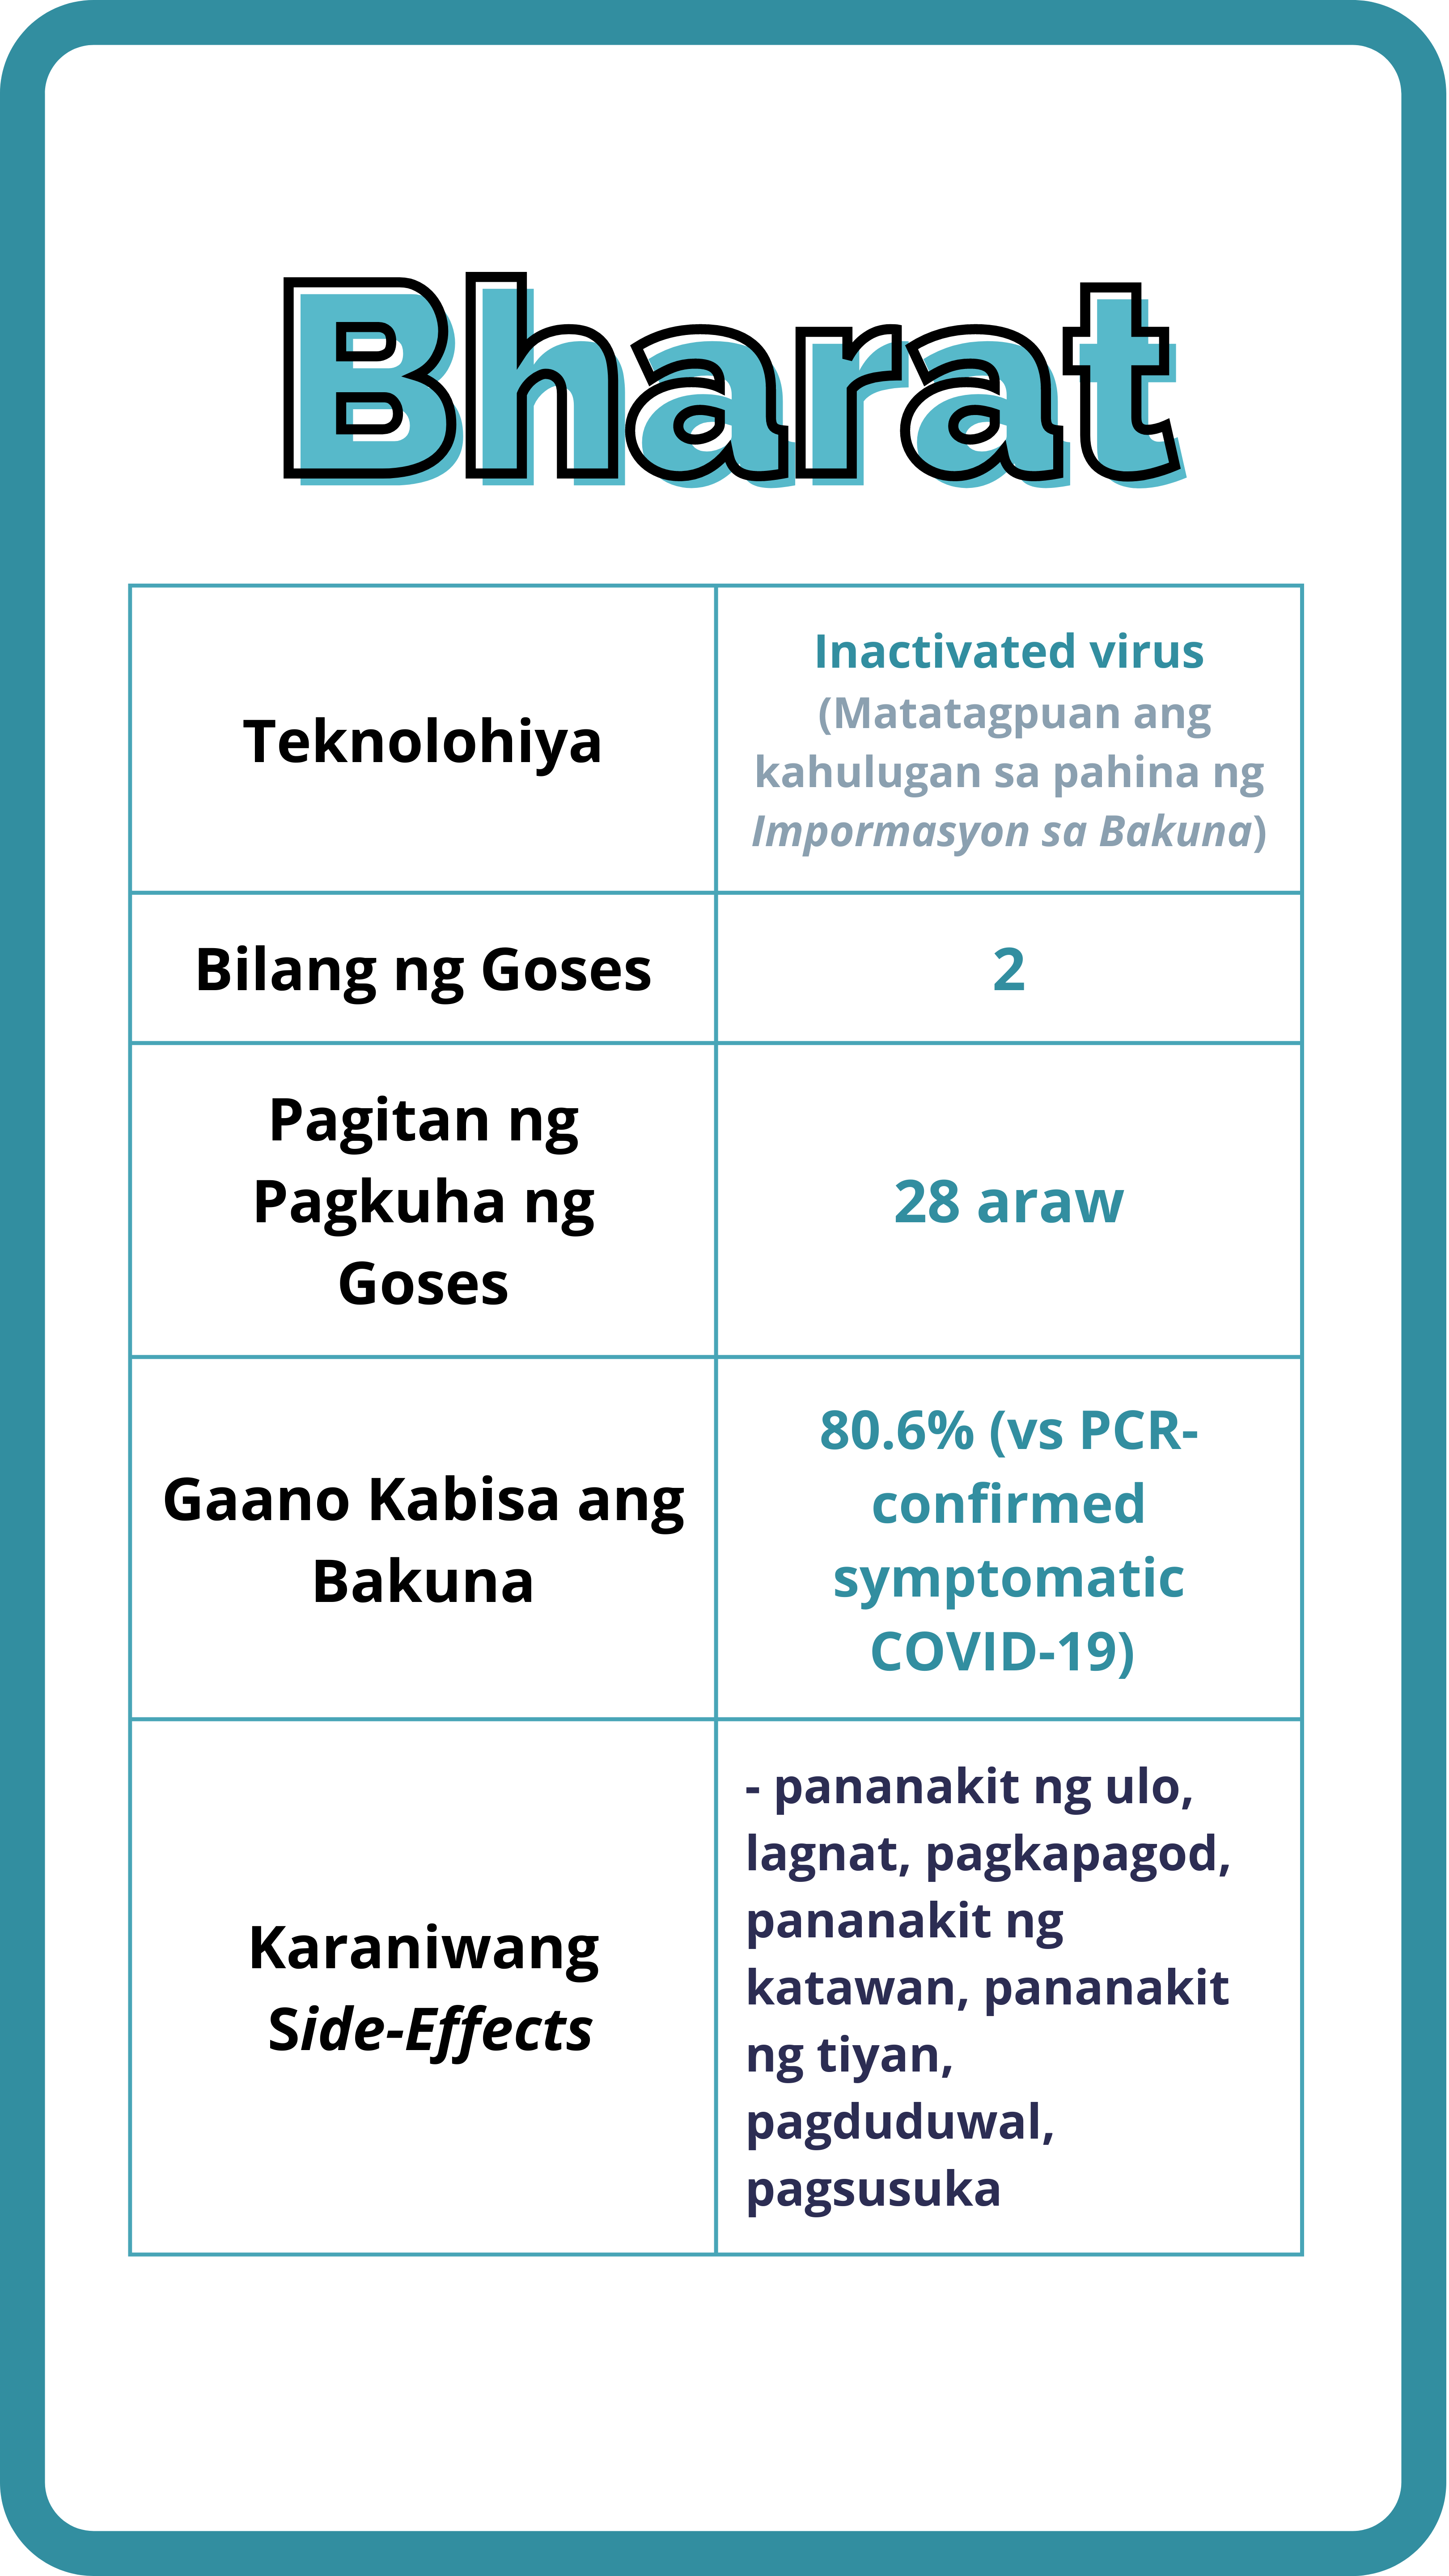 Bharat
Teknolohiya
Inactivated virus
(Matatagpuan ang
kahulugan sa pahina ng
Impormasyon sa Bakuna)
Bilang ng Goses
2
Pagitan ng
Pagkuha ng
Goses
28 araw
Gaano Kabisa ang
Bakuna
80.6% (vs PCR-
confirmed
symptomatic
COVID-19)
Karaniwang
Side-Effects
- pananakit ng ulo,
lagnat, pagkapagod,
pananakit ng
katawan, pananakit
ng tiyan,
pagduduwal,
pagsusuka